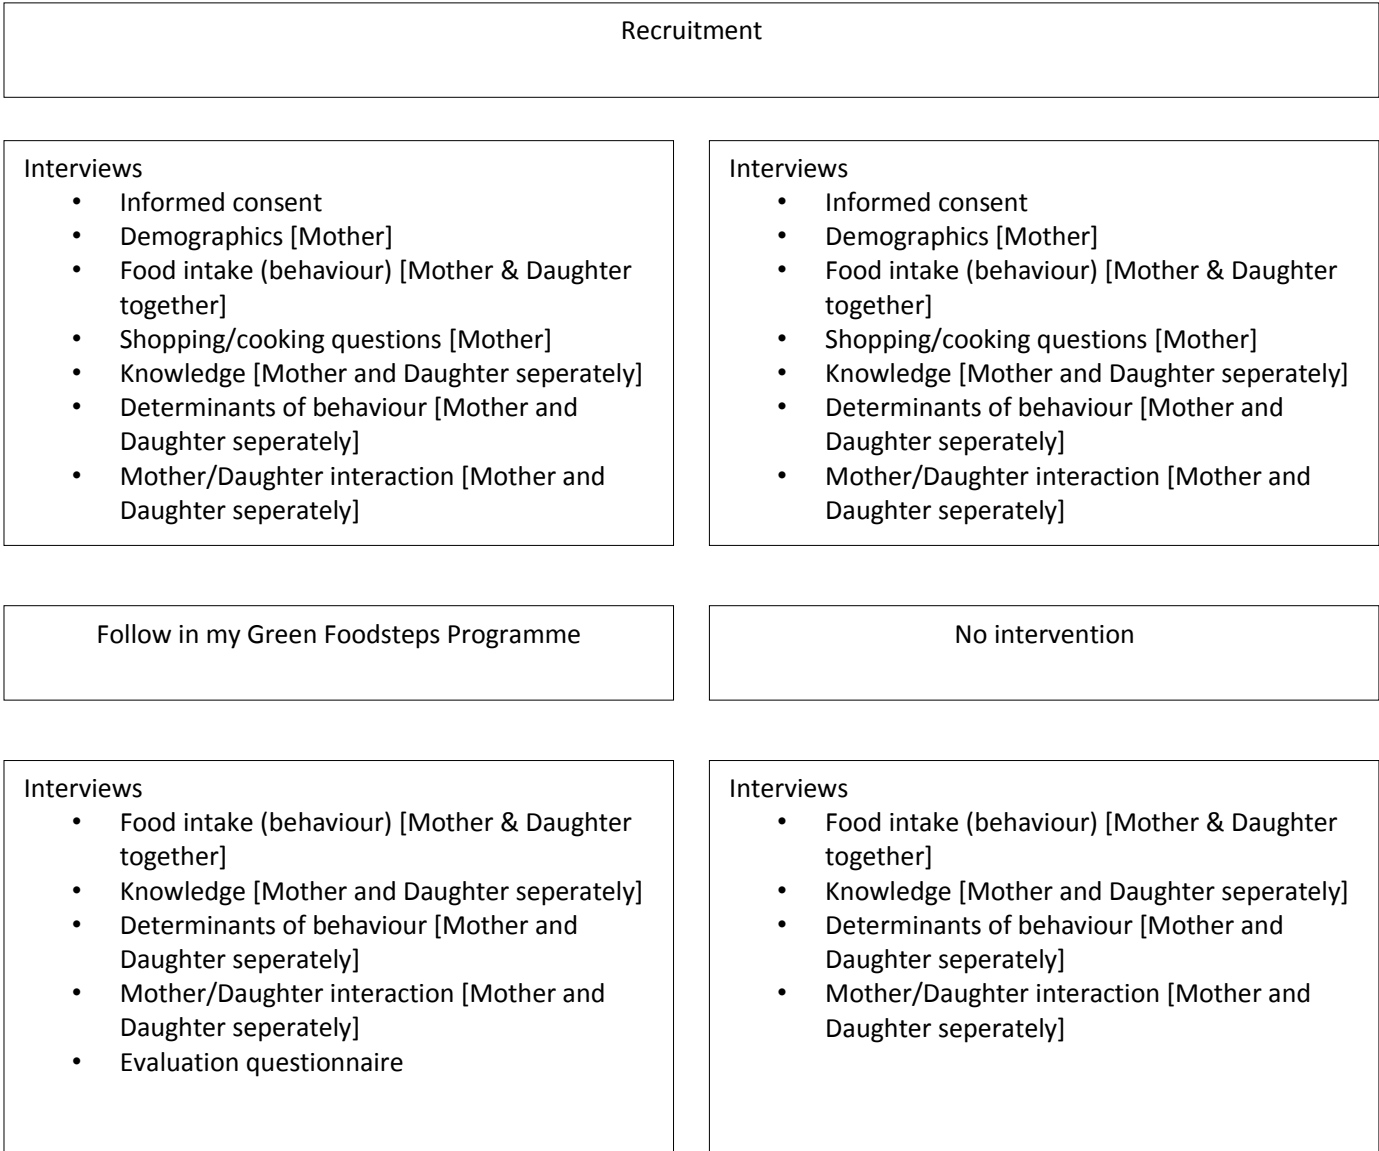 Recruitment
Interviews
• Informed consent
• Demographics [Mother]
• Food intake (behaviour) [Mother & Daughter
together]
• Shopping/cooking questions [Mother]
• Knowledge [Mother and Daughter seperately]
• Determinants of behaviour [Mother and
Daughter seperately]
• Mother/Daughter interaction [Mother and
Daughter seperately]
Interviews
• Informed consent
• Demographics [Mother]
• Food intake (behaviour) [Mother & Daughter
together]
• Shopping/cooking questions [Mother]
• Knowledge [Mother and Daughter seperately]
• Determinants of behaviour [Mother and
Daughter seperately]
• Mother/Daughter interaction [Mother and
Daughter seperately]
Follow in my Green Foodsteps Programme
No intervention
Interviews
• Food intake (behaviour) [Mother & Daughter
together]
• Knowledge [Mother and Daughter seperately]
• Determinants of behaviour [Mother and
Daughter seperately]
• Mother/Daughter interaction [Mother and
Daughter seperately]
• Evaluation questionnaire
Interviews
• Food intake (behaviour) [Mother & Daughter
together]
• Knowledge [Mother and Daughter seperately]
• Determinants of behaviour [Mother and
Daughter seperately]
• Mother/Daughter interaction [Mother and
Daughter seperately]